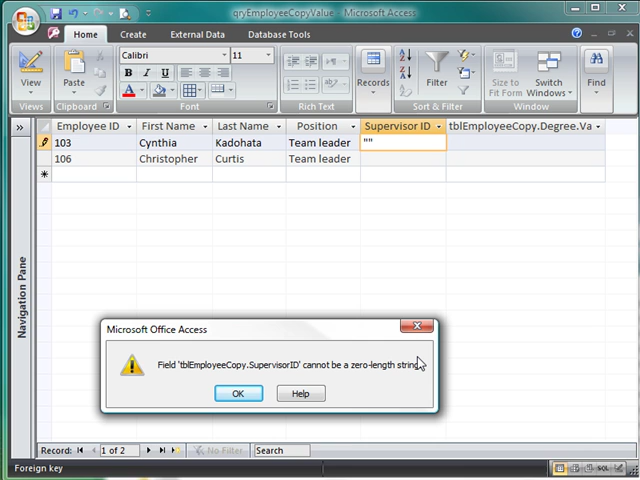 qryEmployeeCopyValue - Microsoft Access
Home Create External Data Database Tools
View
Views
Paste
Clipboard
Calibri 11
B I U
A
Font
Rich Text
Records
Filter
Sort & Filter
Size to Fit Form
Switch Windows
Window
Find
Employee ID First Name Last Name Position Supervisor ID tblEmployeeCopy.Degree.Va
103 Cynthia Kadohata Team leader ""
106 Christopher Curtis Team leader
Navigation Pane
Microsoft Office Access
Field 'tblEmployeeCopy.SupervisorID' cannot be a zero-length string
OK Help
Record: 1 of 2 No Filter Search
Foreign key
SQL